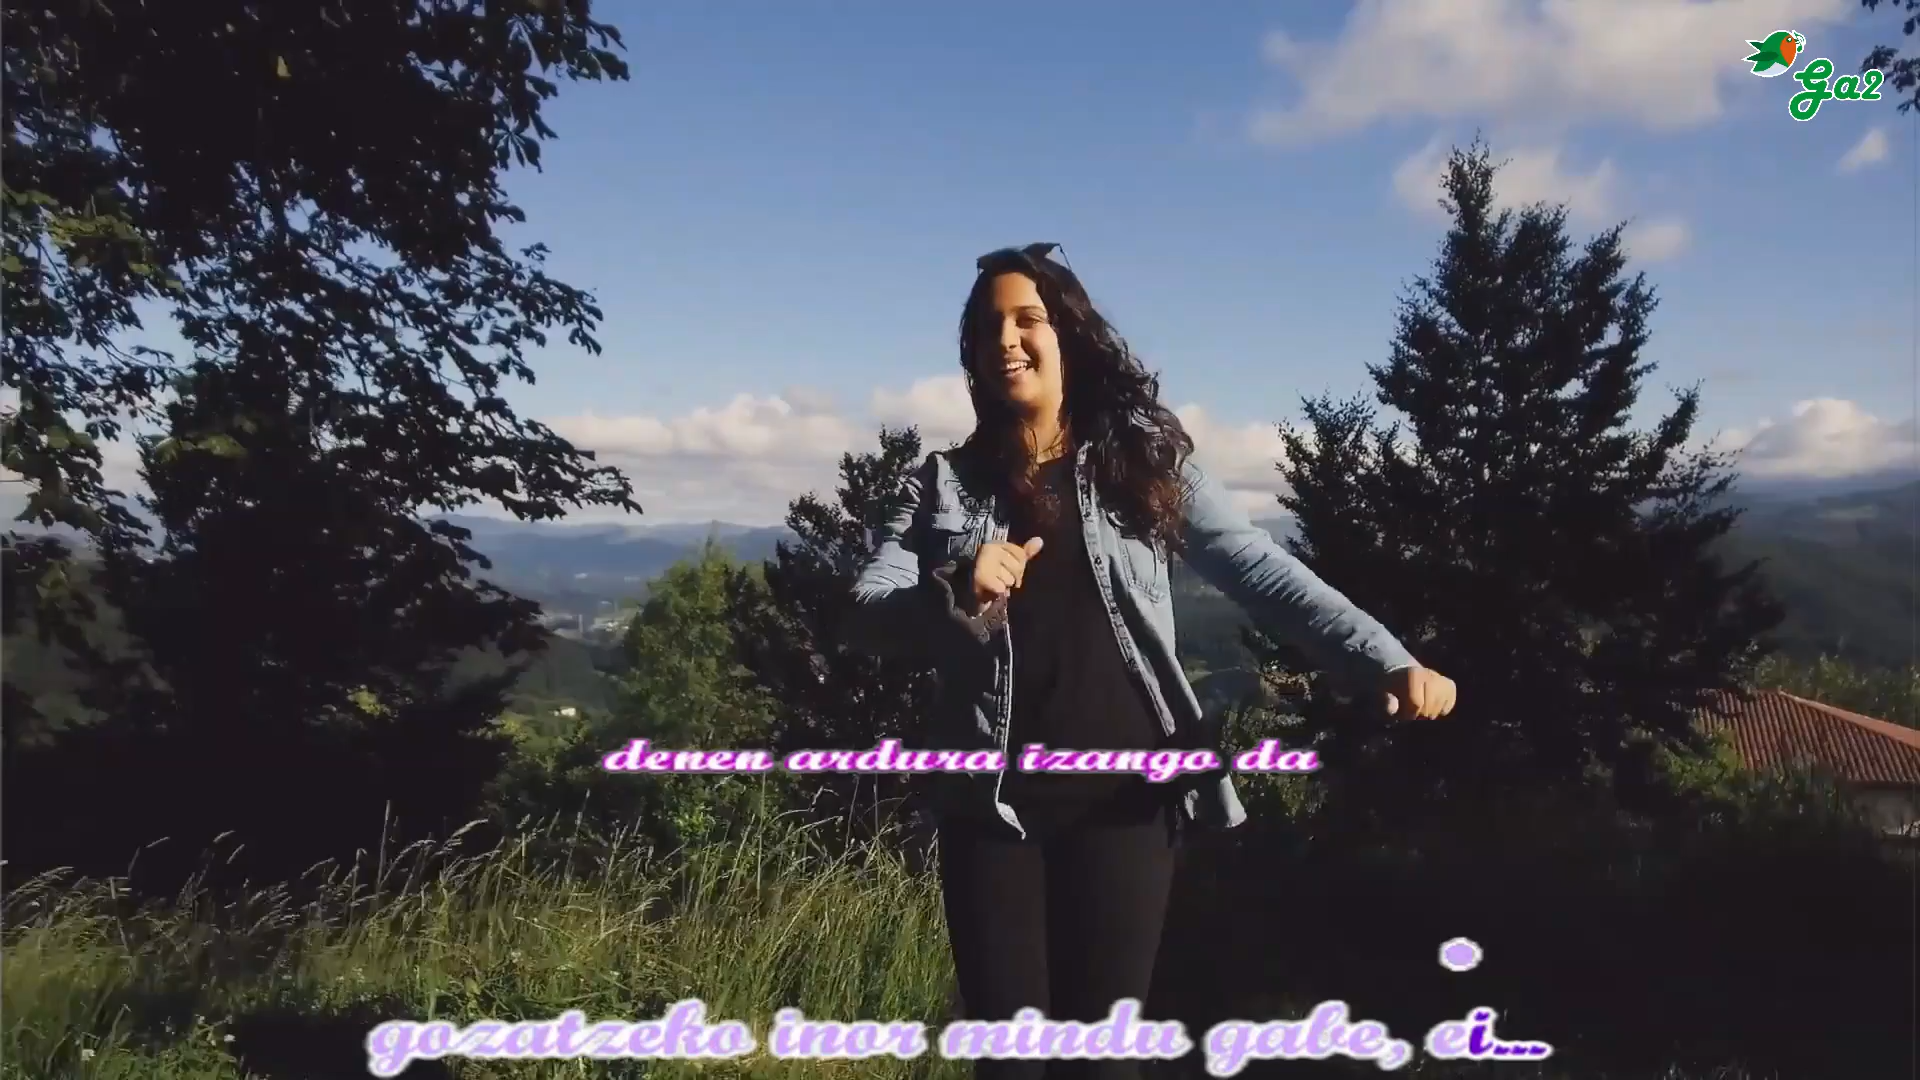 Ga2
denen ardura izango da
gozatzeko inor mindu gabe, ei...